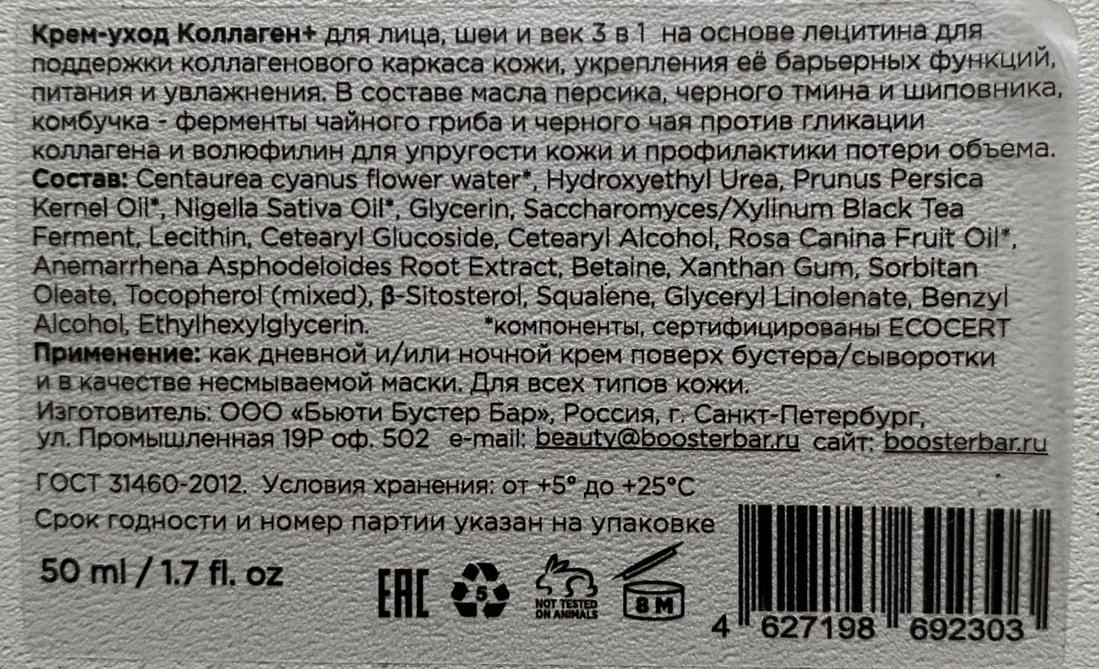 Крем-уход Коллаген+ для лица, шеи и век 3 в 1 на основе лецитина для
поддержки коллагенового каркаса кожи, укрепления её барьерных функций,
питания и увлажнения. В составе масла персика, черного тмина и шиповника,
комбучка - ферменты чайного гриба и черного чая против гликации
коллагена и волюфилин для упругости кожи и профилактики потери объема.
Состав: Centaurea cyanus flower water*, Hydroxyethyl Urea, Prunus Persica
Kernel Oil*, Nigella Sativa Oil*, Glycerin, Saccharomyces/Xylinum Black Tea
Ferment, Lecithin, Cetearyl Glucoside, Cetearyl Alcohol, Rosa Canina Fruit Oil*,
Anemarrhena Asphodeloides Root Extract, Betaine, Xanthan Gum, Sorbitan
Oleate, Tocopherol (mixed), β-Sitosterol, Squalene, Glyceryl Linolenate, Benzyl
Alcohol, Ethylhexylglycerin. *компоненты, сертифицированы ECOCERT
Применение: как дневной и/или ночной крем поверх бустера/сыворотки
и в качестве несмываемой маски. Для всех типов кожи.
Изготовитель: ООО «Бьюти Бустер Бар», Россия, г. Санкт-Петербург,
ул. Промышленная 19Р оф. 502 e-mail: beauty@boosterbar.ru сайт: boosterbar.ru
ГОСТ 31460-2012. Условия хранения: от +5° до +25°C
Срок годности и номер партии указан на упаковке
50 ml / 1.7 fl. oz
EAC
5
NOT TESTED
ON ANIMALS
8 M
4 627198 692303